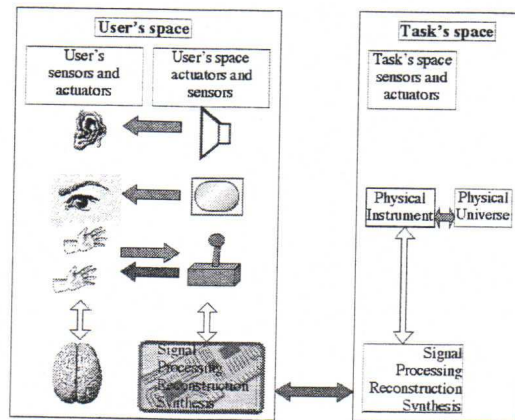 User's space
User's
sensors and
actuators
User's space
actuators and
sensors
Signal
Processing
Reconstruction
Synthesis
Task's space
Task's space
sensors and
actuators
Physical
Instrument
Physical
Universe
Signal
Processing
Reconstruction
Synthesis